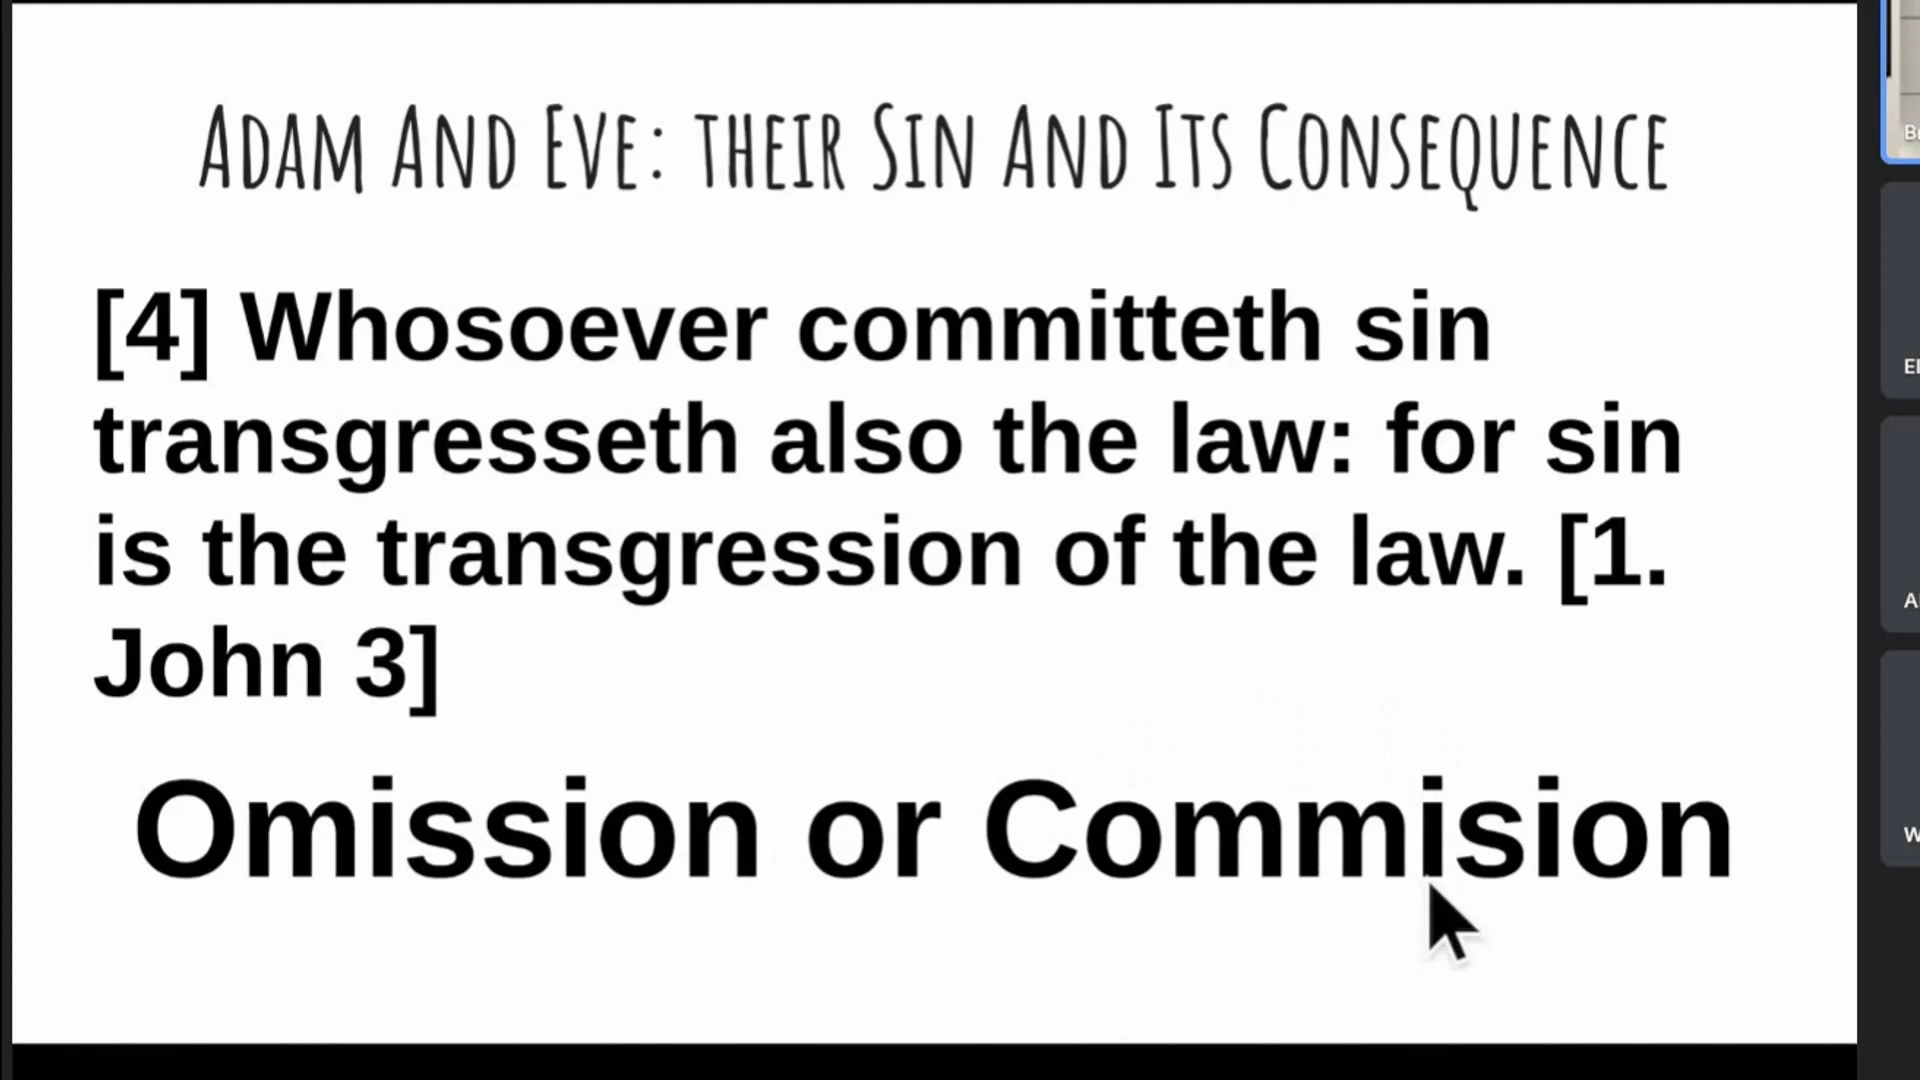 Adam And Eve: their Sin And Its Consequence
[4] Whosoever committeth sin
transgresseth also the law: for sin
is the transgression of the law. [1.
John 3]
Omission or Commision